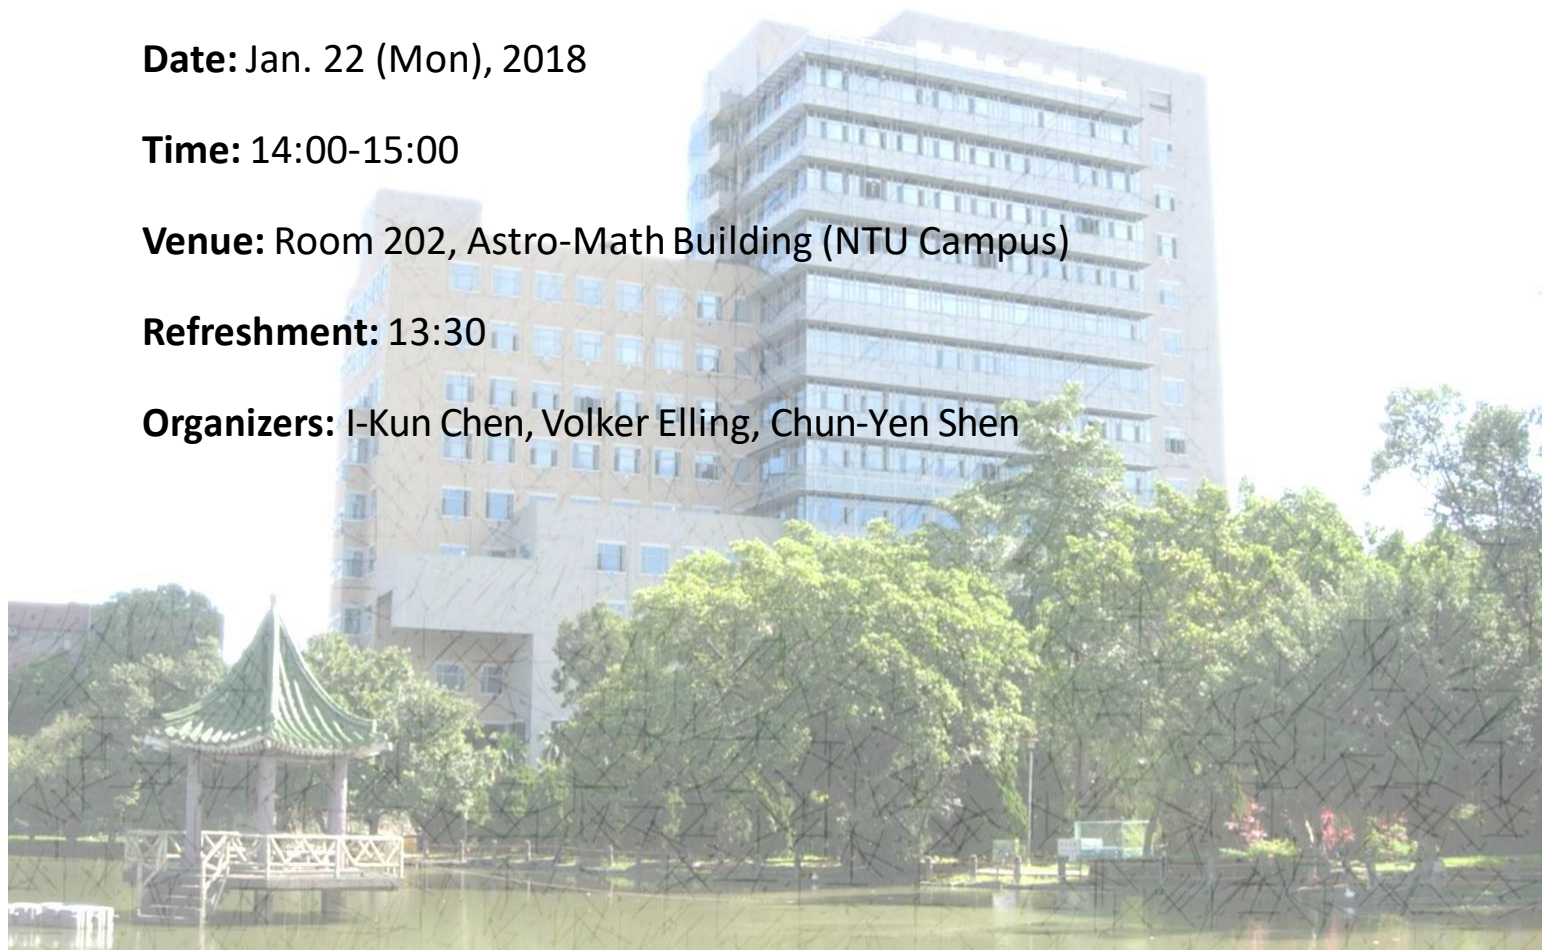 Date: Jan. 22 (Mon), 2018
Time: 14:00-15:00
Venue: Room 202, Astro-Math Building (NTU Campus)
Refreshment: 13:30
Organizers: I-Kun Chen, Volker Elling, Chun-Yen Shen